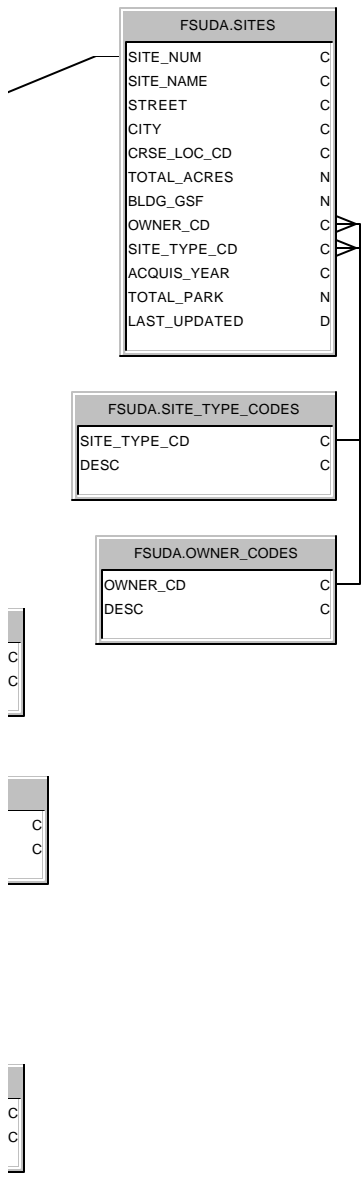 FSUDA.SITES
SITE_NUM C
SITE_NAME C
STREET C
CITY C
CRSE_LOC_CD C
TOTAL_ACRES N
BLDG_GSF N
OWNER_CD C
SITE_TYPE_CD C
ACQUIS_YEAR C
TOTAL_PARK N
LAST_UPDATED D
FSUDA.SITE_TYPE_CODES
SITE_TYPE_CD C
DESC C
FSUDA.OWNER_CODES
OWNER_CD C
DESC C
C
C
C
C
C
C